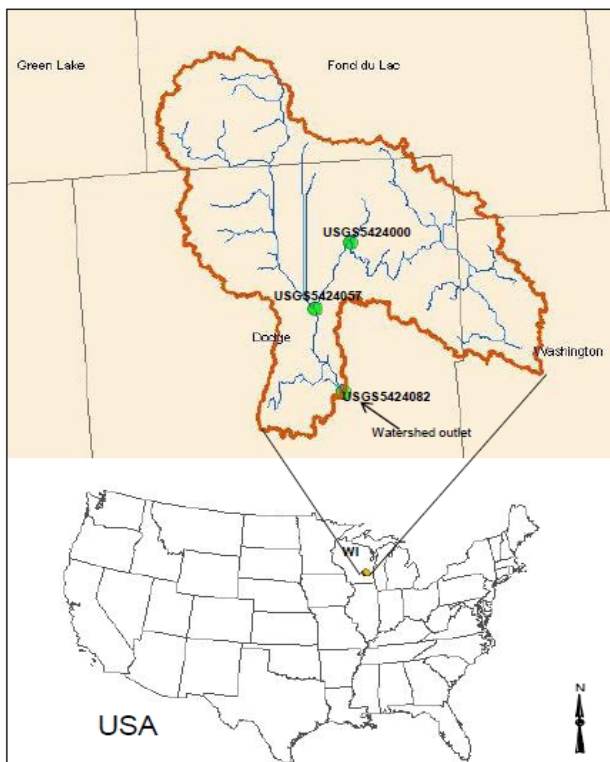 Green Lake
Fond du Lac
USGS5424000
USGS5424057
Dodge
Washington
USGS5424082
Watershed outlet
WI
N
USA